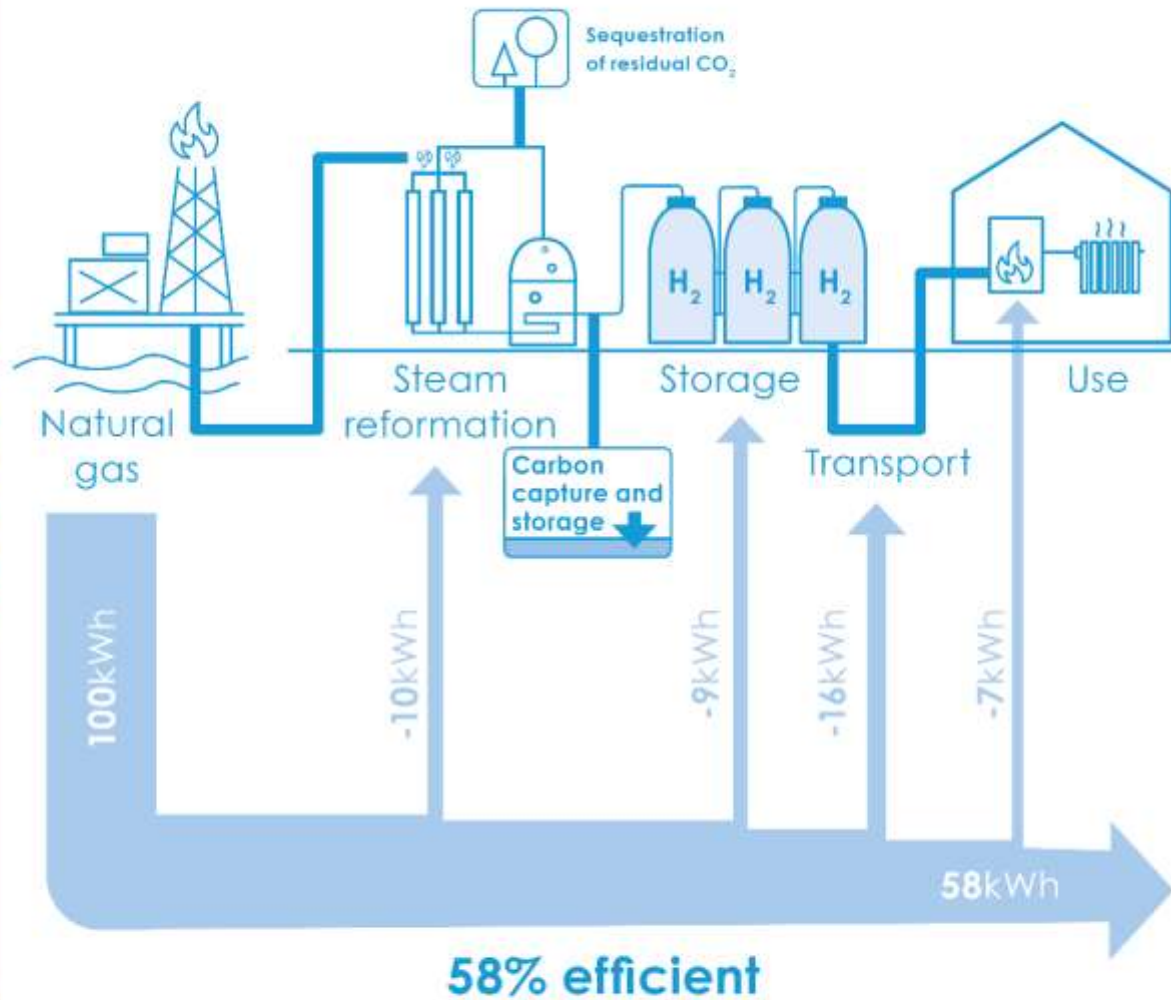 Sequestration
of residual CO₂
H₂
H₂
H₂
Natural
gas
Steam
reformation
Storage
Transport
Use
Carbon
capture and
storage
100kWh
-10kWh
-9kWh
-16kWh
-7kWh
58kWh
58% efficient